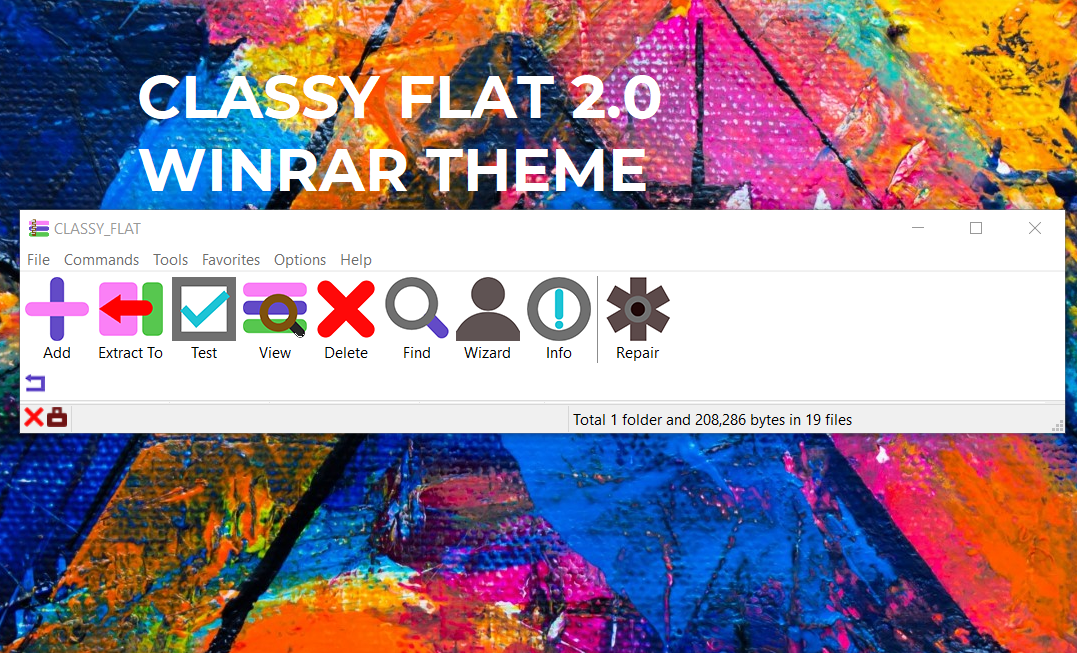 CLASSY FLAT 2.0
WINRAR THEME
CLASSY_FLAT
File Commands Tools Favorites Options Help
Add Extract To Test View Delete Find Wizard Info Repair
Total 1 folder and 208,286 bytes in 19 files